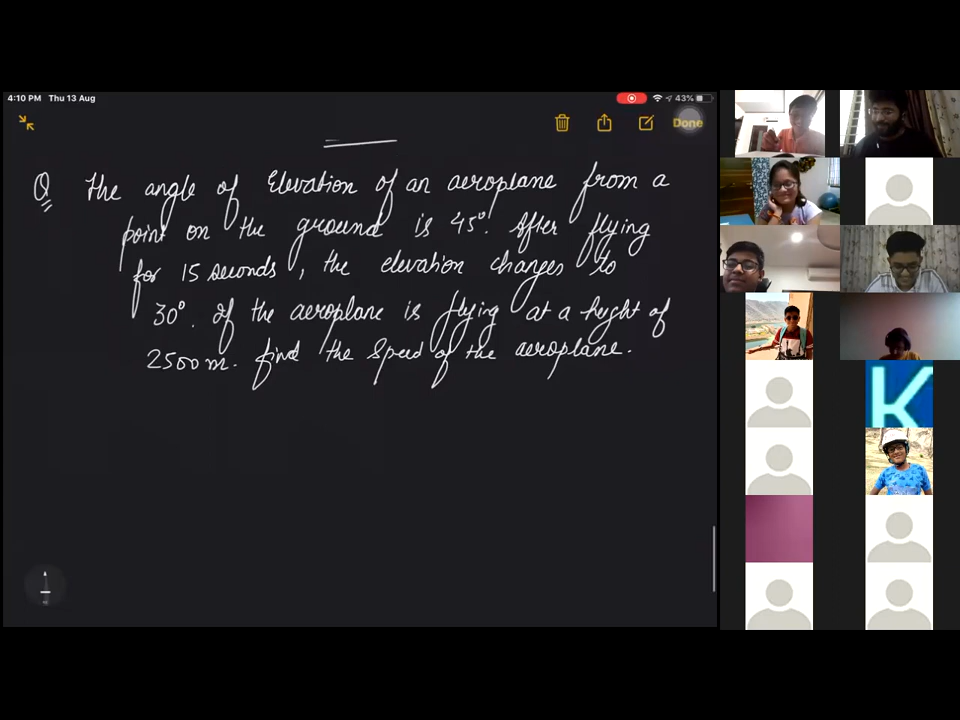 4:10 PM Thu 13 Aug
43%
Done
Q The angle of Elevation of an aeroplane from a
point on the ground is 45°. After flying
for 15 seconds, the elevation changes to
30°. If the aeroplane is flying at a height of
2500 m. find the Speed of the aeroplane.
K